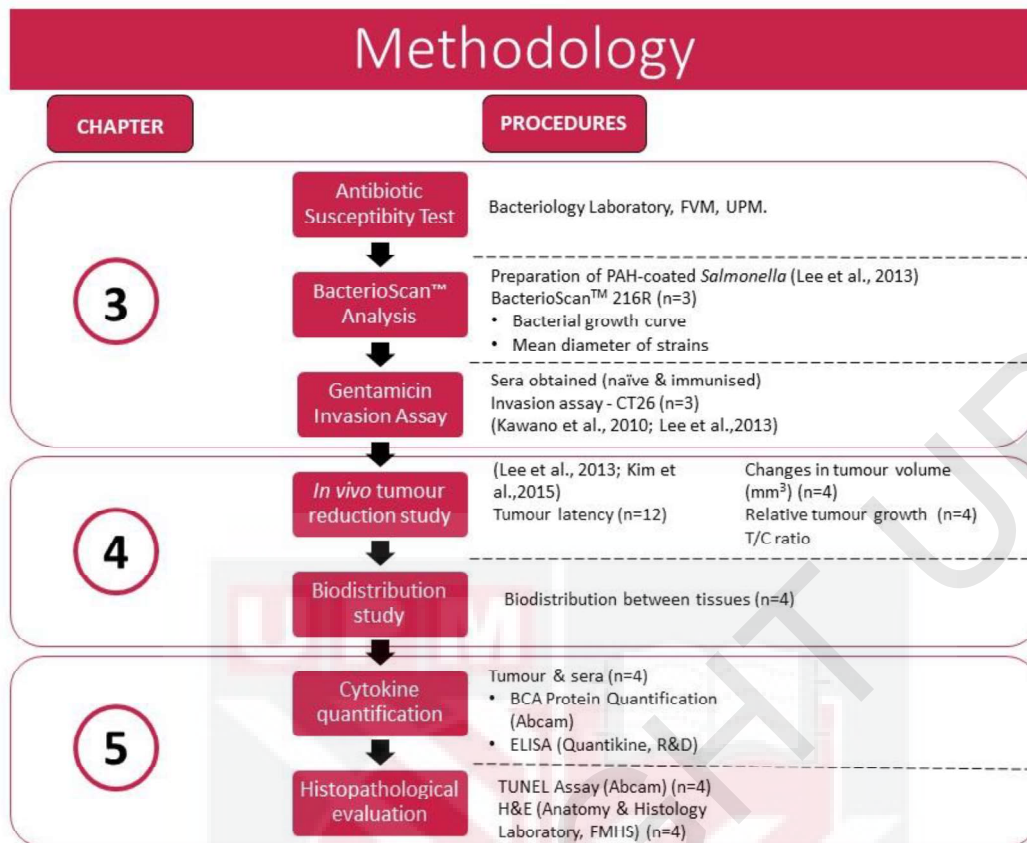 Methodology
CHAPTER
PROCEDURES
3
Antibiotic
Susceptibity Test
Bacteriology Laboratory, FVM, UPM.
BacterioScan™
Analysis
Preparation of PAH-coated Salmonella (Lee et al., 2013)
BacterioScan™ 216R (n=3)
• Bacterial growth curve
• Mean diameter of strains
Gentamicin
Invasion Assay
Sera obtained (naïve & immunised)
Invasion assay - CT26 (n=3)
(Kawano et al., 2010; Lee et al.,2013)
4
In vivo tumour
reduction study
(Lee et al., 2013; Kim et
al.,2015)
Tumour latency (n=12)
Changes in tumour volume
(mm³) (n=4)
Relative tumour growth (n=4)
T/C ratio
Biodistribution
study
Biodistribution between tissues (n=4)
5
Cytokine
quantification
Tumour & sera (n=4)
• BCA Protein Quantification
(Abcam)
• ELISA (Quantikine, R&D)
Histopathological
evaluation
TUNEL Assay (Abcam) (n=4)
H&E (Anatomy & Histology
Laboratory, FMHS) (n=4)
UPM